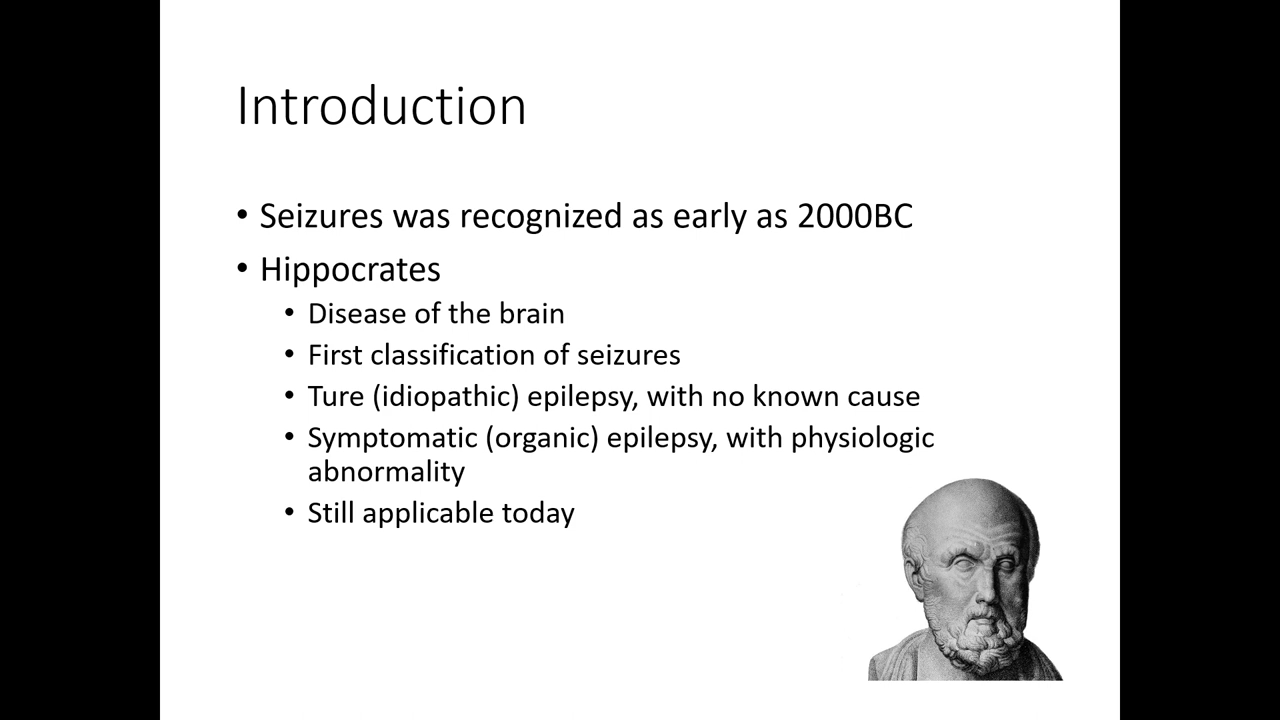 Introduction
• Seizures was recognized as early as 2000BC
• Hippocrates
• Disease of the brain
• First classification of seizures
• Ture (idiopathic) epilepsy, with no known cause
• Symptomatic (organic) epilepsy, with physiologic
abnormality
• Still applicable today